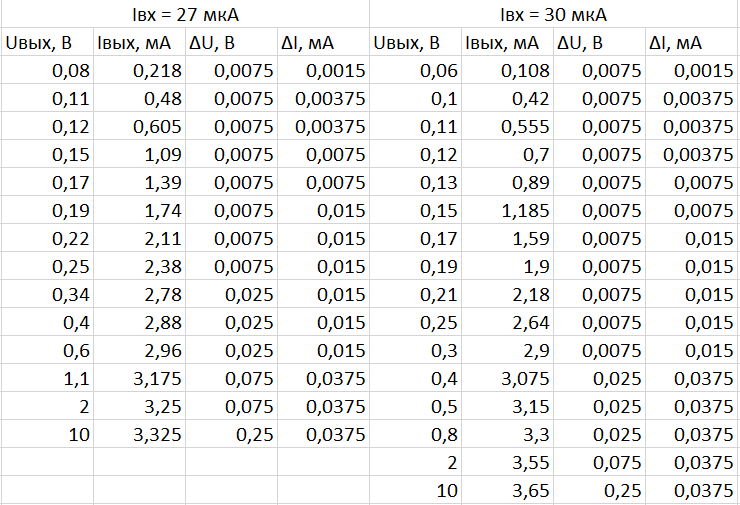 Iвх = 27 мкА Iвх = 30 мкА
Uвых, В Iвых, мА ΔU, В ΔI, мА Uвых, В Iвых, мА ΔU, В ΔI, мА
0,08 0,218 0,0075 0,0015 0,06 0,108 0,0075 0,0015
0,11 0,48 0,0075 0,00375 0,1 0,42 0,0075 0,00375
0,12 0,605 0,0075 0,00375 0,11 0,555 0,0075 0,00375
0,15 1,09 0,0075 0,0075 0,12 0,7 0,0075 0,00375
0,17 1,39 0,0075 0,0075 0,13 0,89 0,0075 0,0075
0,19 1,74 0,0075 0,015 0,15 1,185 0,0075 0,0075
0,22 2,11 0,0075 0,015 0,17 1,59 0,0075 0,015
0,25 2,38 0,0075 0,015 0,19 1,9 0,0075 0,015
0,34 2,78 0,025 0,015 0,21 2,18 0,0075 0,015
0,4 2,88 0,025 0,015 0,25 2,64 0,0075 0,015
0,6 2,96 0,025 0,015 0,3 2,9 0,0075 0,015
1,1 3,175 0,075 0,0375 0,4 3,075 0,025 0,0375
2 3,25 0,075 0,0375 0,5 3,15 0,025 0,0375
10 3,325 0,25 0,0375 0,8 3,3 0,025 0,0375
2 3,55 0,075 0,0375
10 3,65 0,25 0,0375